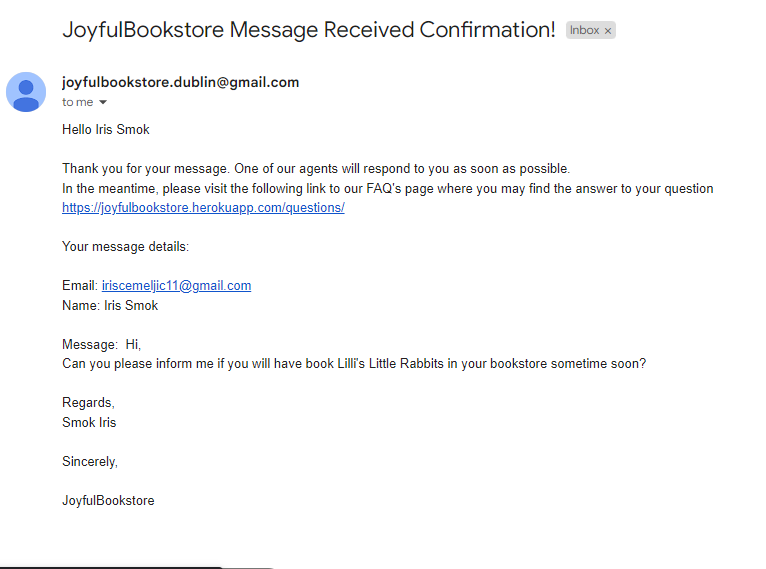 JoyfulBookstore Message Received Confirmation! Inbox ×
joyfulbookstore.dublin@gmail.com
to me
Hello Iris Smok
Thank you for your message. One of our agents will respond to you as soon as possible.
In the meantime, please visit the following link to our FAQ's page where you may find the answer to your question
https://joyfulbookstore.herokuapp.com/questions/
Your message details:
Email: iriscemeljic11@gmail.com
Name: Iris Smok
Message:  Hi,
Can you please inform me if you will have book Lilli's Little Rabbits in your bookstore sometime soon?
Regards,
Smok Iris
Sincerely,
JoyfulBookstore